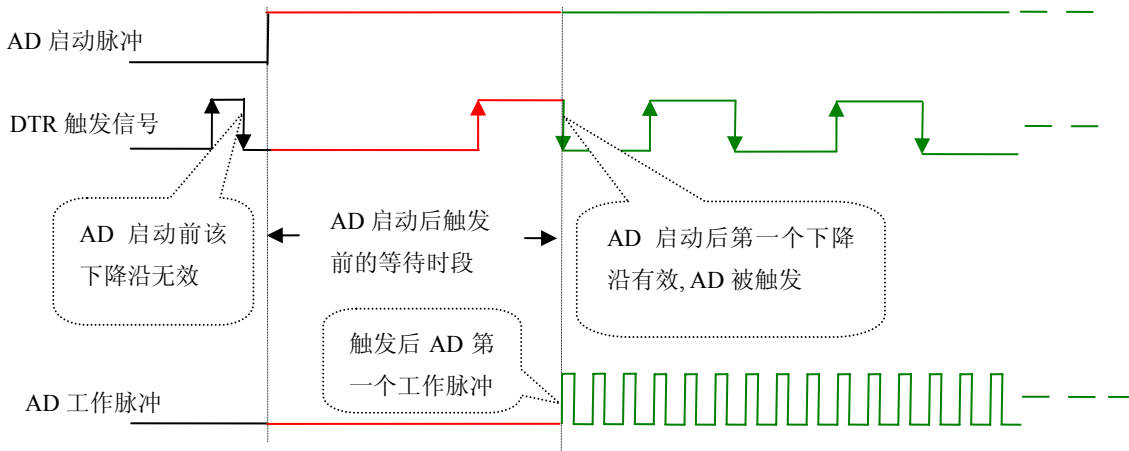 AD 启动脉冲
DTR 触发信号
AD 启动前该
下降沿无效
AD 启动后触发
前的等待时段
AD 启动后第一个下降
沿有效, AD 被触发
触发后 AD 第
一个工作脉冲
AD 工作脉冲